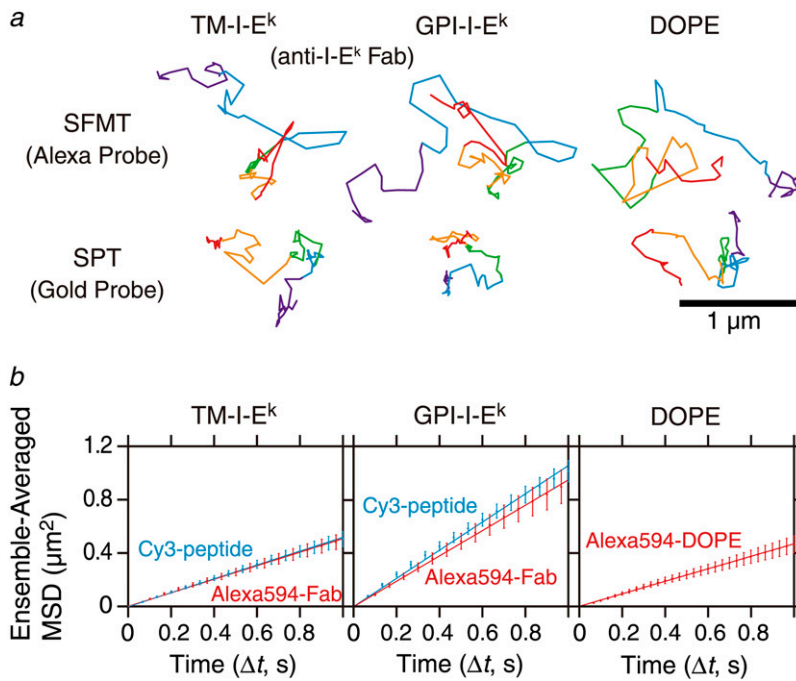 a
TM-I-Eᵏ GPI-I-Eᵏ DOPE
(anti-I-Eᵏ Fab)
SFMT
(Alexa Probe)
SPT
(Gold Probe)
1 μm
b
TM-I-Eᵏ GPI-I-Eᵏ DOPE
Ensemble-Averaged
MSD (μm²)
1.2
0.8
0.4
0
Cy3-peptide
Alexa594-Fab
Cy3-peptide
Alexa594-Fab
Alexa594-DOPE
0 0.2 0.4 0.6 0.8 0 0.2 0.4 0.6 0.8 0 0.2 0.4 0.6 0.8
Time (Δt, s) Time (Δt, s) Time (Δt, s)